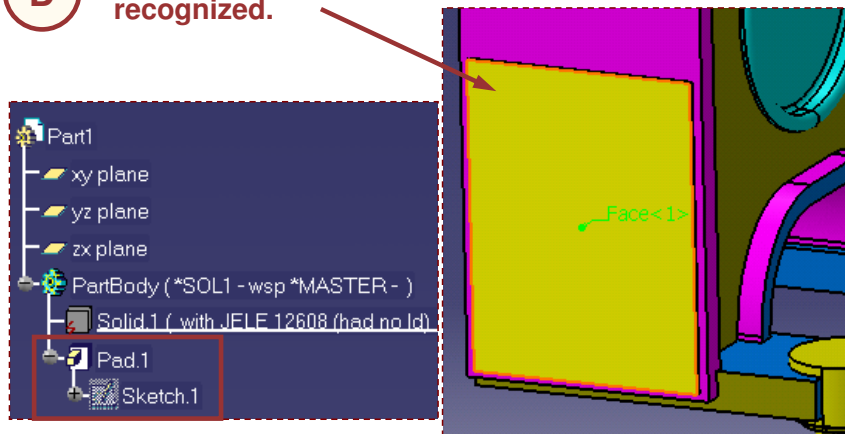 recognized.
Part1
xy plane
yz plane
zx plane
PartBody ( *SOL1 - wsp *MASTER - )
Solid.1 ( with JELE 12608 (had no Id)
Pad.1
Sketch.1
Face<1>